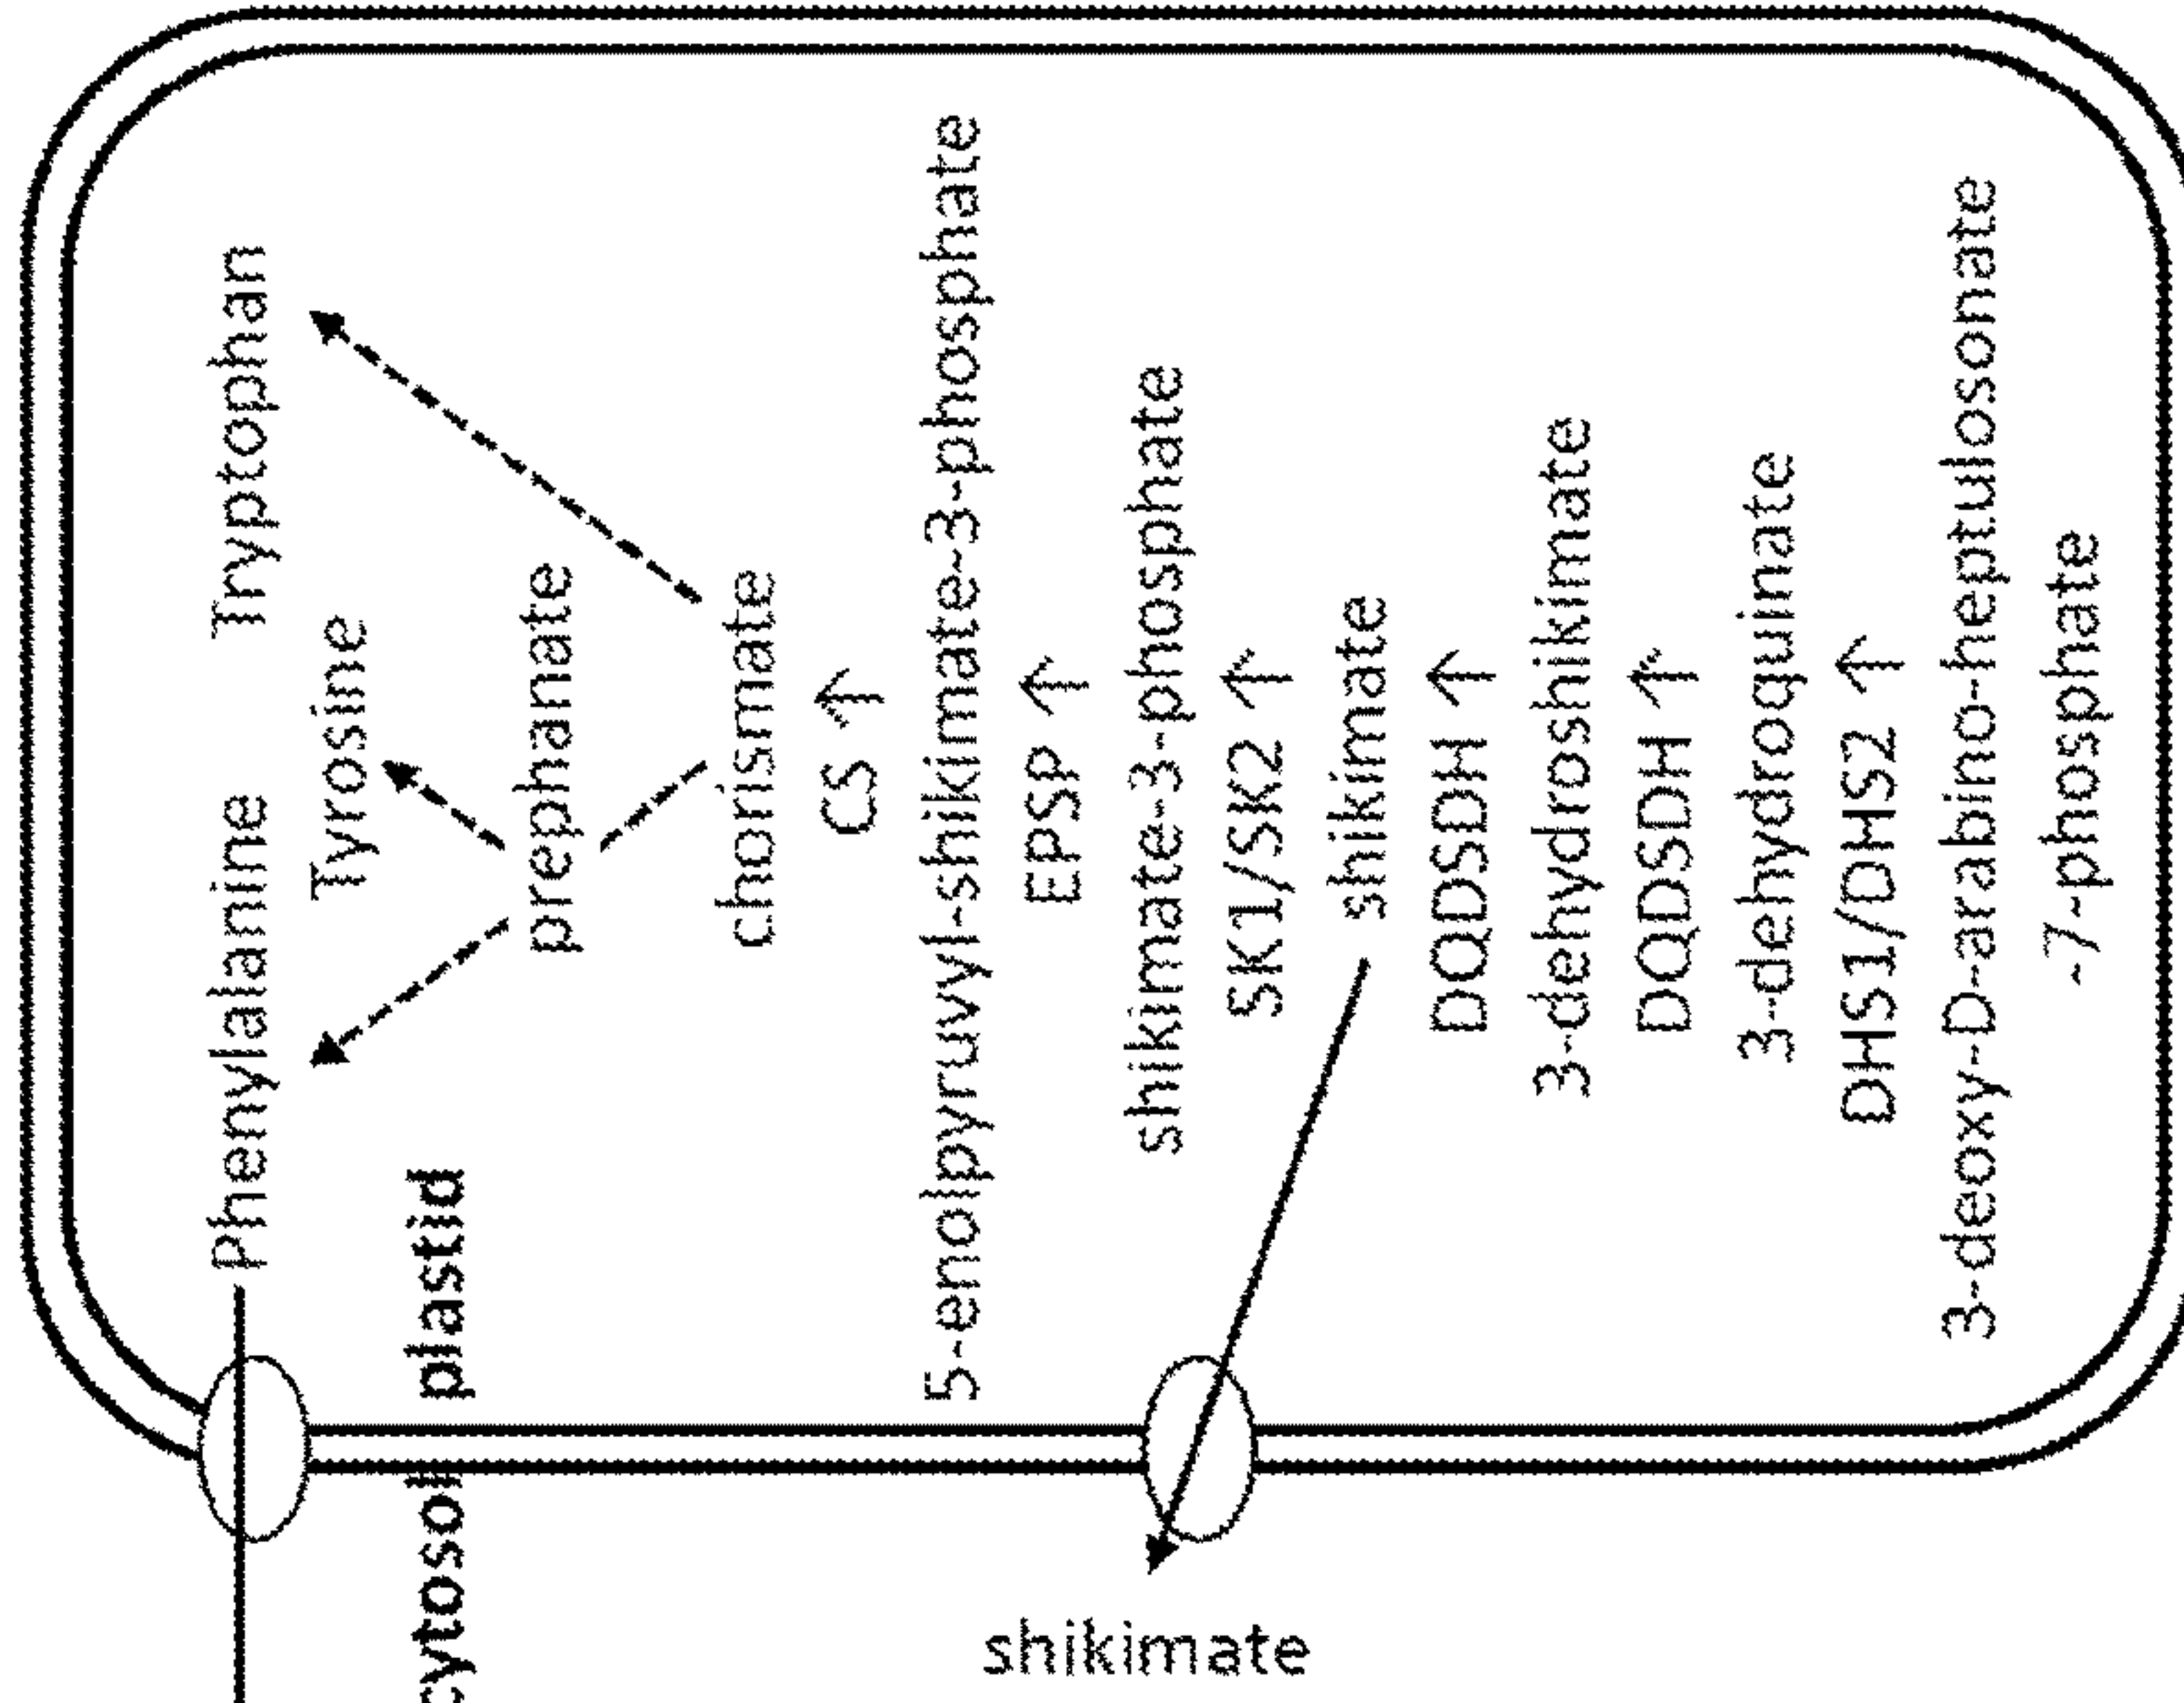 Phenylalanine Tryptophan
Tyrosine
cytosol plastid
prephanate
chorismate
CS
5-enolpyruvyl-shikimate-3-phosphate
EPSP
shikimate-3-phosphate
SK1/SK2
shikimate
shikimate
DQDSDH
3-dehydroshikimate
DQDSDH
3-dehydroquinate
DHS1/DHS2
3-deoxy-D-arabino-heptulosonate
-7-phosphate